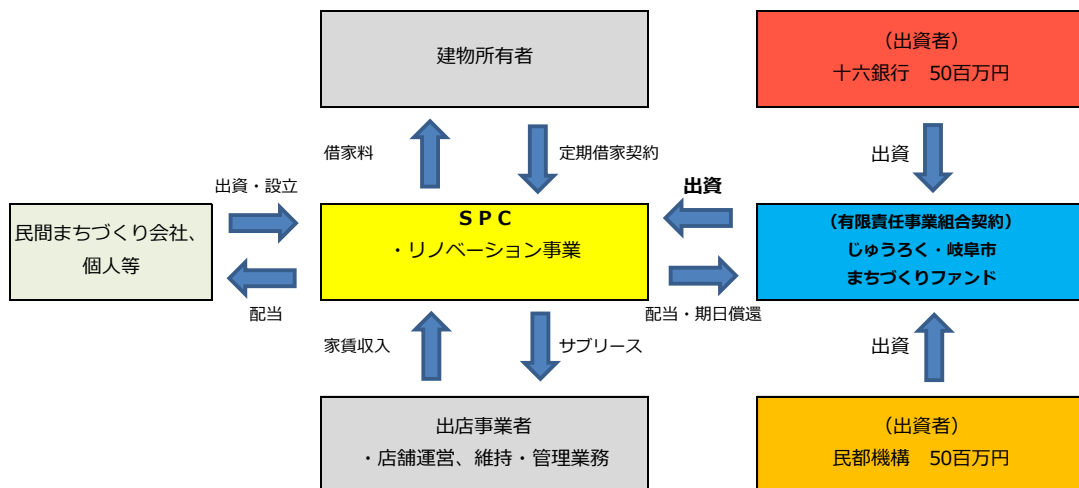 建物所有者
（出資者）
十六銀行　50百万円
借家料
定期借家契約
出資
出資・設立
出資
民間まちづくり会社、
個人等
ＳＰＣ
・リノベーション事業
（有限責任事業組合契約）
じゅうろく・岐阜市
まちづくりファンド
配当
配当・期日償還
家賃収入
サブリース
出資
出店事業者
・店舗運営、維持・管理業務
（出資者）
民都機構　50百万円